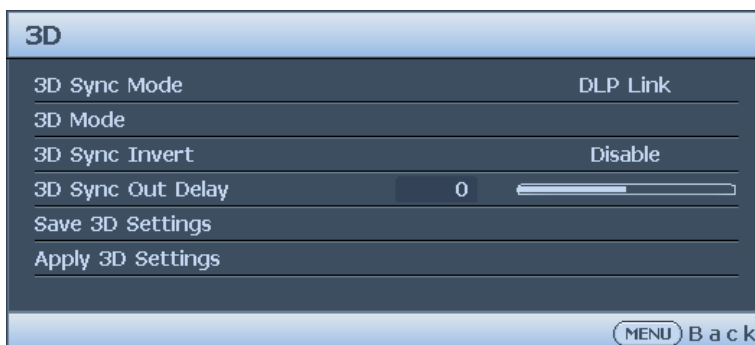 3D
3D Sync Mode DLP Link
3D Mode
3D Sync Invert Disable
3D Sync Out Delay 0
Save 3D Settings
Apply 3D Settings
MENU Back